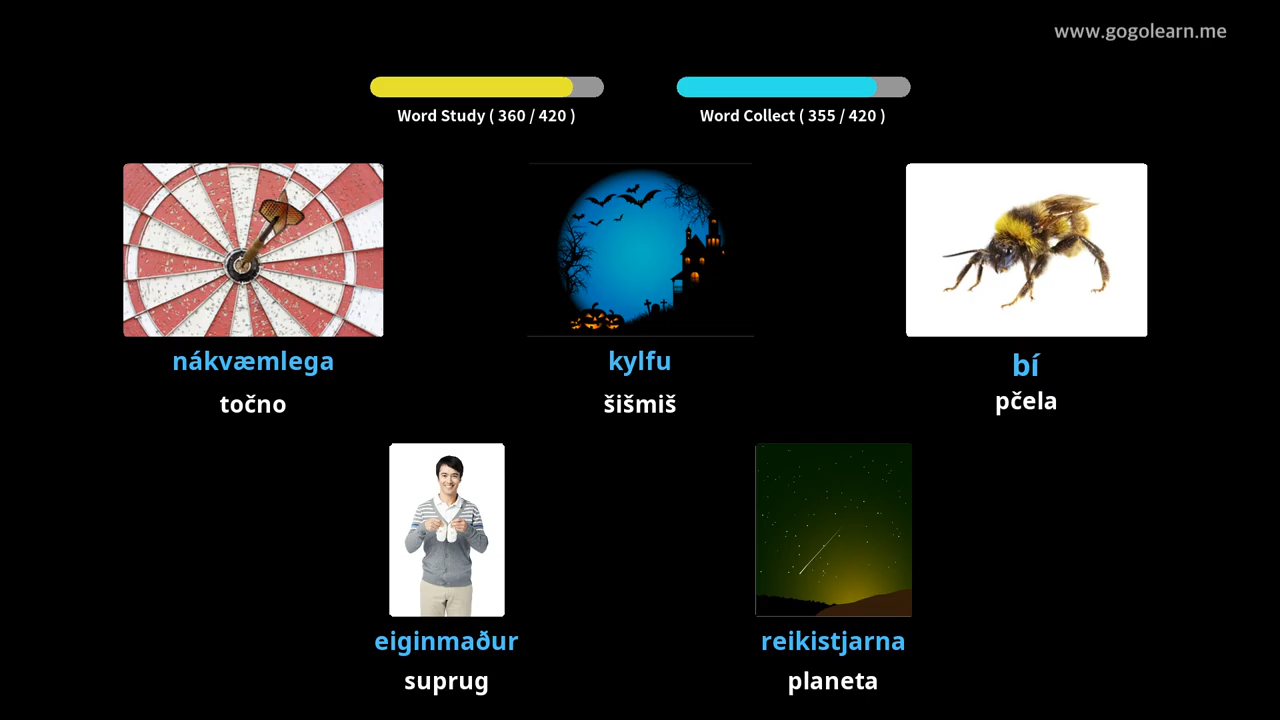 www.gogolearn.me
Word Study ( 360 / 420 )
Word Collect ( 355 / 420 )
nákvæmlega
točno
kylfu
šišmiš
bí
pčela
eiginmaður
suprug
reikistjarna
planeta